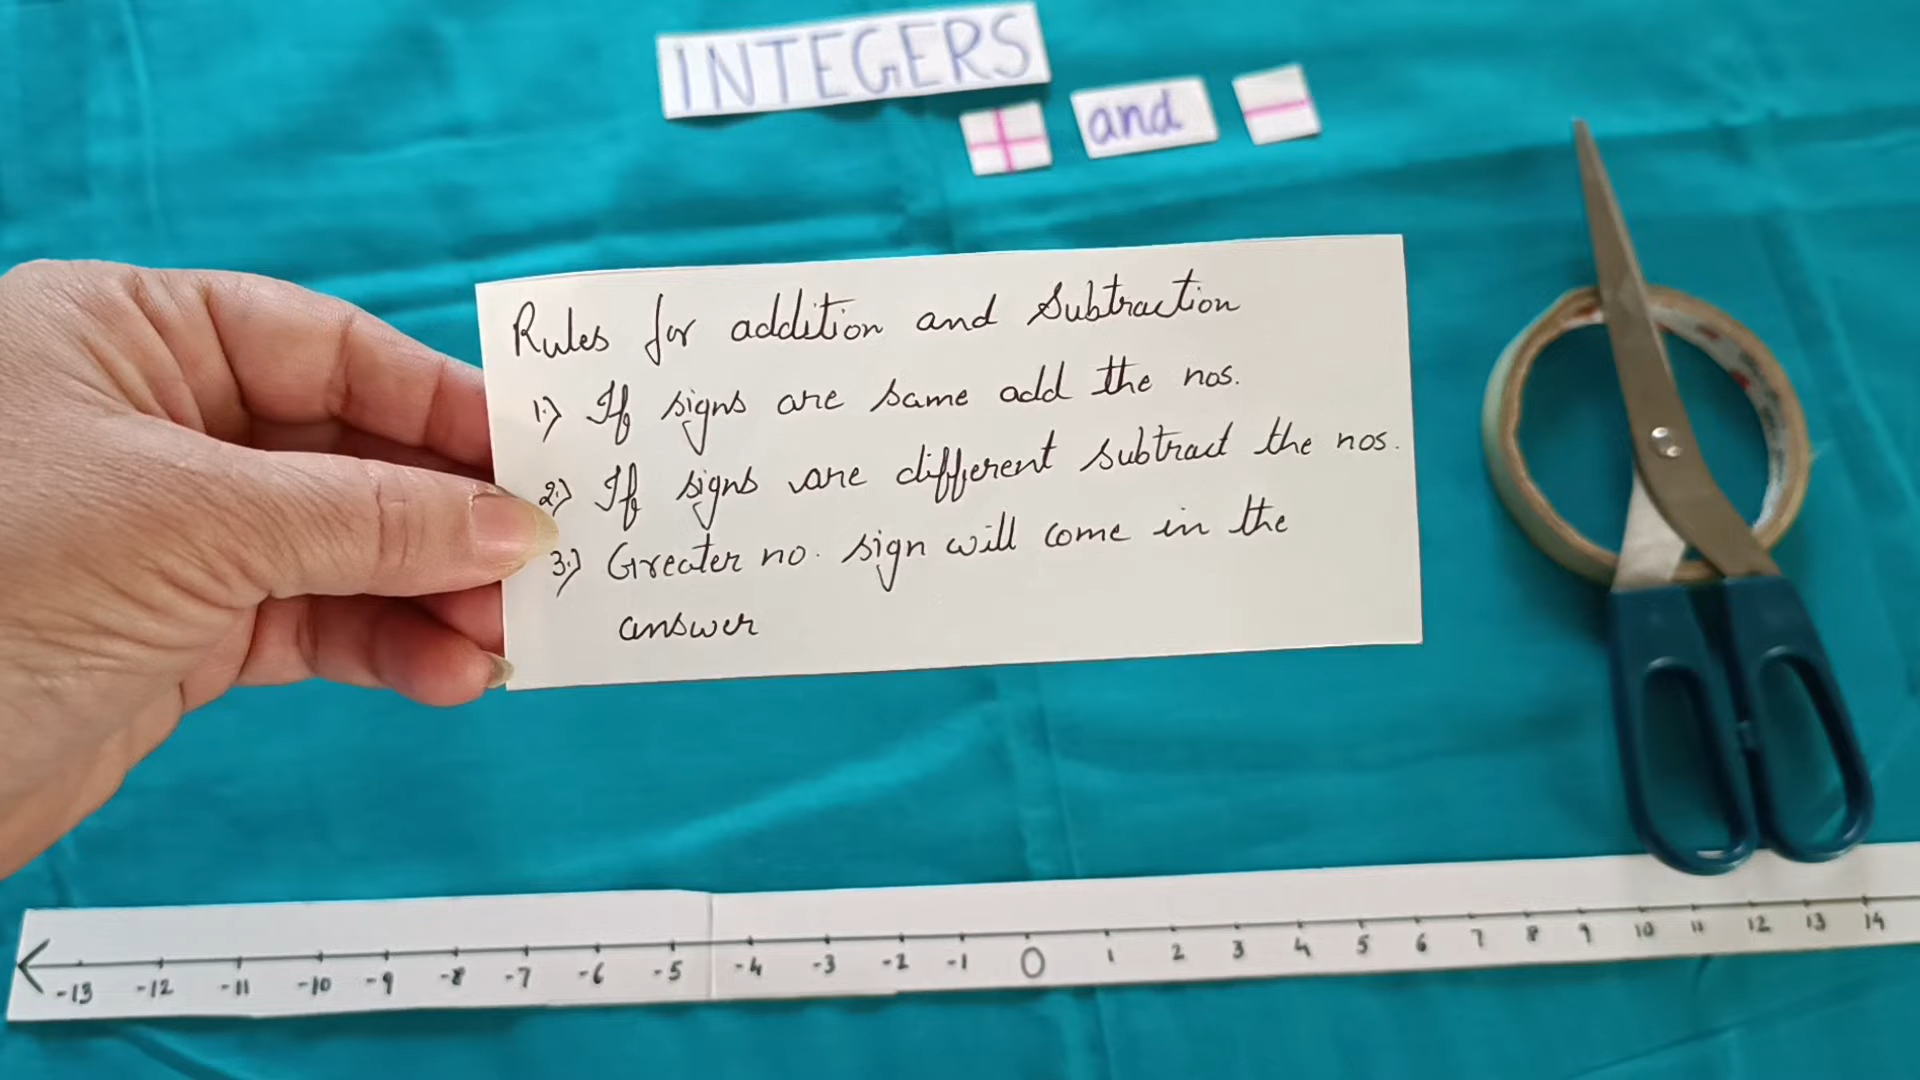 INTEGERS
+ and -
Rules for addition and Subtraction
1.) If signs are same add the nos.
2.) If signs are different subtract the nos.
3.) Greater no. sign will come in the
answer
-13 -12 -11 -10 -9 -8 -7 -6 -5 -4 -3 -2 -1 0 1 2 3 4 5 6 7 8 9 10 11 12 13 14